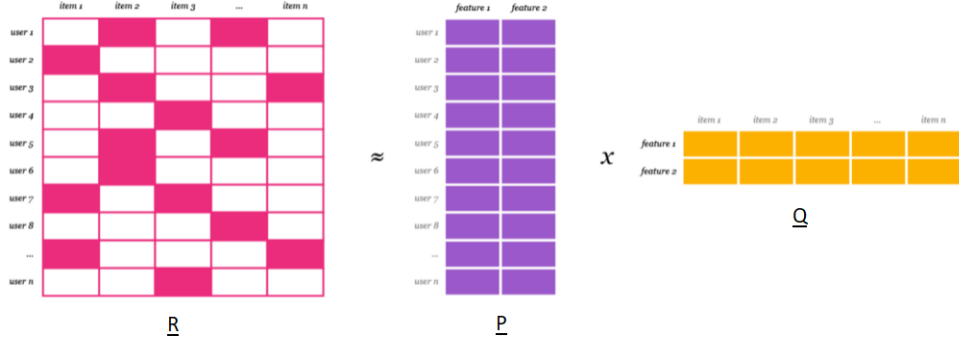 item 1 item 2 item 3 ... item n
user 1
user 2
user 3
user 4
user 5
user 6
user 7
user 8
...
user n
R
≈
feature 1 feature 2
user 1
user 2
user 3
user 4
user 5
user 6
user 7
user 8
...
user n
P
x
item 1 item 2 item 3 ... item n
feature 1
feature 2
Q